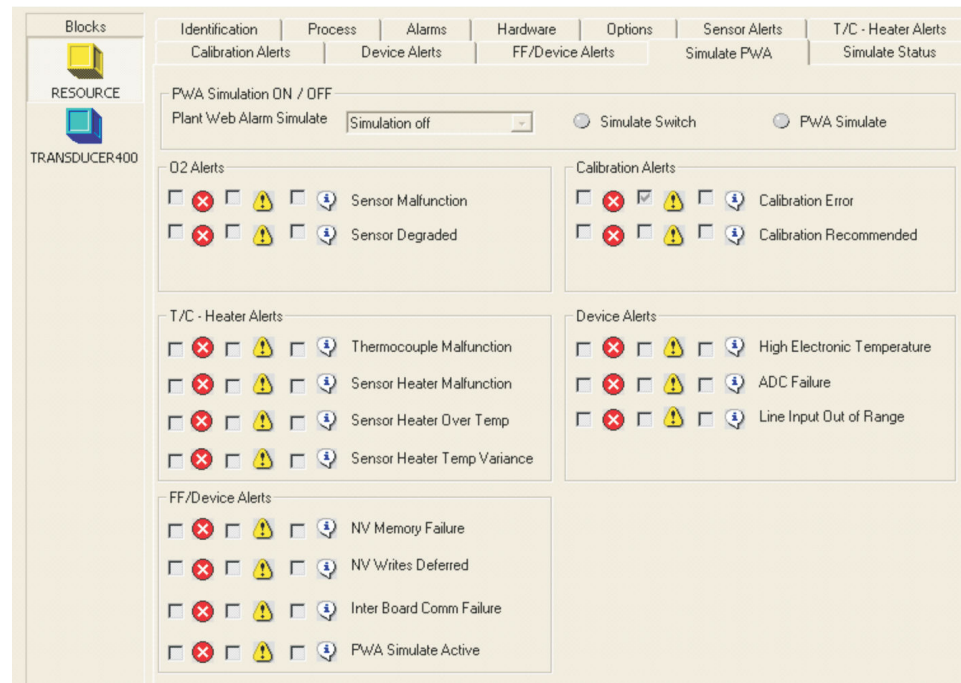 Blocks
RESOURCE
TRANSDUCER400
Identification Process Alarms Hardware Options Sensor Alerts T/C - Heater Alerts
Calibration Alerts Device Alerts FF/Device Alerts Simulate PWA Simulate Status
PWA Simulation ON / OFF
Plant Web Alarm Simulate Simulation off Simulate Switch PWA Simulate
O2 Alerts
Sensor Malfunction
Sensor Degraded
Calibration Alerts
Calibration Error
Calibration Recommended
T/C - Heater Alerts
Thermocouple Malfunction
Sensor Heater Malfunction
Sensor Heater Over Temp
Sensor Heater Temp Variance
Device Alerts
High Electronic Temperature
ADC Failure
Line Input Out of Range
FF/Device Alerts
NV Memory Failure
NV Writes Deferred
Inter Board Comm Failure
PWA Simulate Active